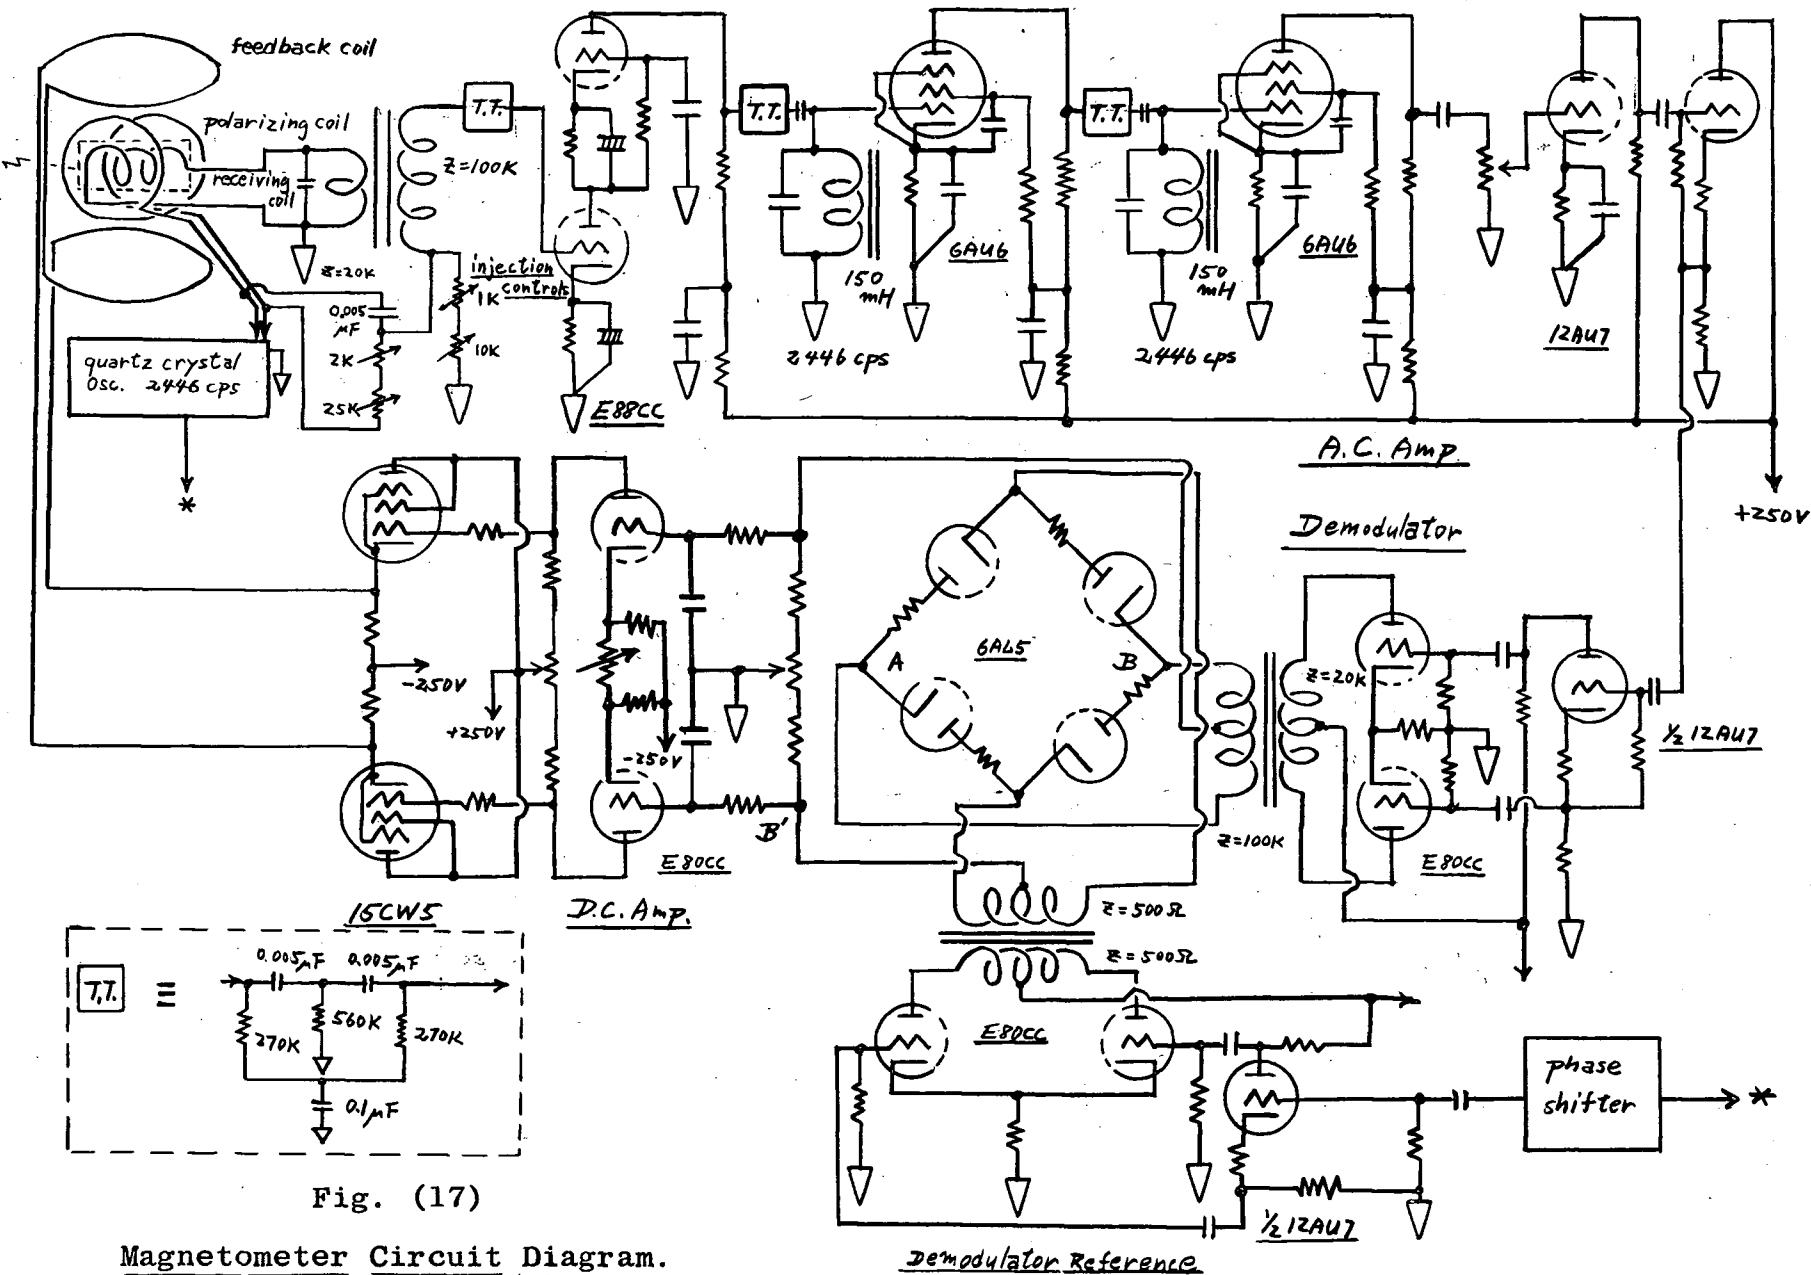 feedback coil
polarizing coil
receiving
coil
T.T.
Z=100K
Z=20K
injection
controls
1K
10K
0.005
μF
2K
25K
quartz crystal
Osc. 2446 cps
*
E88CC
T.T.
150
mH
2446 cps
6AU6
T.T.
150
mH
2446 cps
6AU6
12AU7
A.C. Amp.
+250V
-250V
+250V
15CW5
-250V
E80CC
D.C. Amp.
B'
A
6AL5
B
Demodulator
Z=20K
Z=100K
E80CC
½ 12AU7
Z=500Ω
Z=500Ω
E80CC
½ 12AU7
phase
shifter
*
Demodulator Reference
T.T.
≡
0.005μF 0.005μF
270K
560K
270K
0.1μF
Fig. (17)
Magnetometer Circuit Diagram.